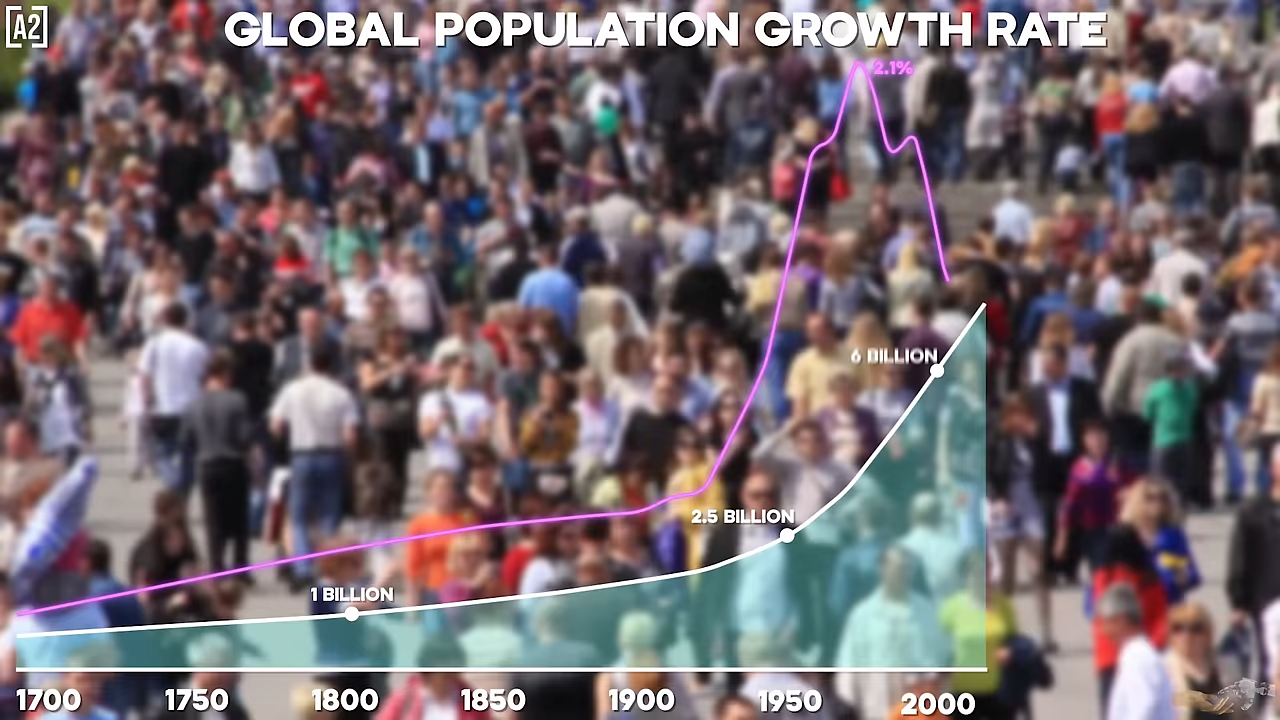 [A2]
GLOBAL POPULATION GROWTH RATE
2.1%
6 BILLION
2.5 BILLION
1 BILLION
1700 1750 1800 1850 1900 1950 2000